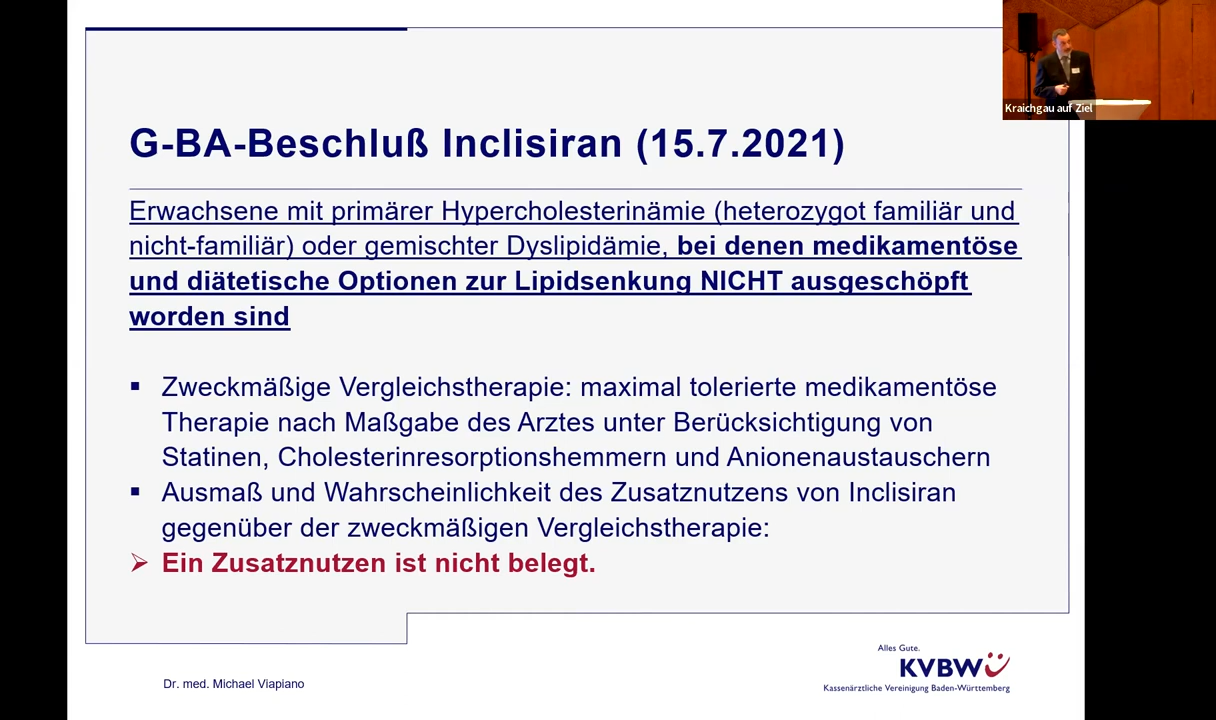 Kraichgau auf Ziel
G-BA-Beschluß Inclisiran (15.7.2021)
Erwachsene mit primärer Hypercholesterinämie (heterozygot familiär und
nicht-familiär) oder gemischter Dyslipidämie, bei denen medikamentöse
und diätetische Optionen zur Lipidsenkung NICHT ausgeschöpft
worden sind
▪ Zweckmäßige Vergleichstherapie: maximal tolerierte medikamentöse
Therapie nach Maßgabe des Arztes unter Berücksichtigung von
Statinen, Cholesterinresorptionshemmern und Anionenaustauschern
▪ Ausmaß und Wahrscheinlichkeit des Zusatznutzens von Inclisiran
gegenüber der zweckmäßigen Vergleichstherapie:
➢ Ein Zusatznutzen ist nicht belegt.
Alles Gute.
KVBW
Kassenärztliche Vereinigung Baden-Württemberg
Dr. med. Michael Viapiano